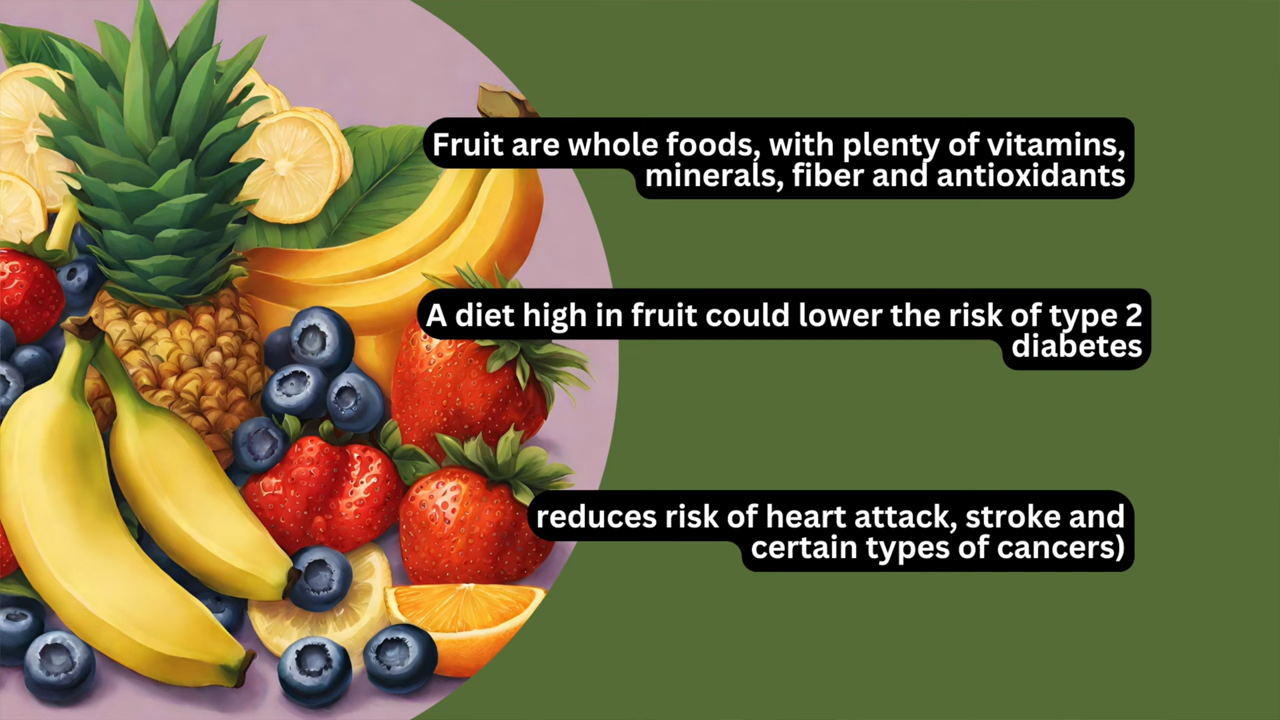 Fruit are whole foods, with plenty of vitamins,
minerals, fiber and antioxidants
A diet high in fruit could lower the risk of type 2
diabetes
reduces risk of heart attack, stroke and
certain types of cancers)